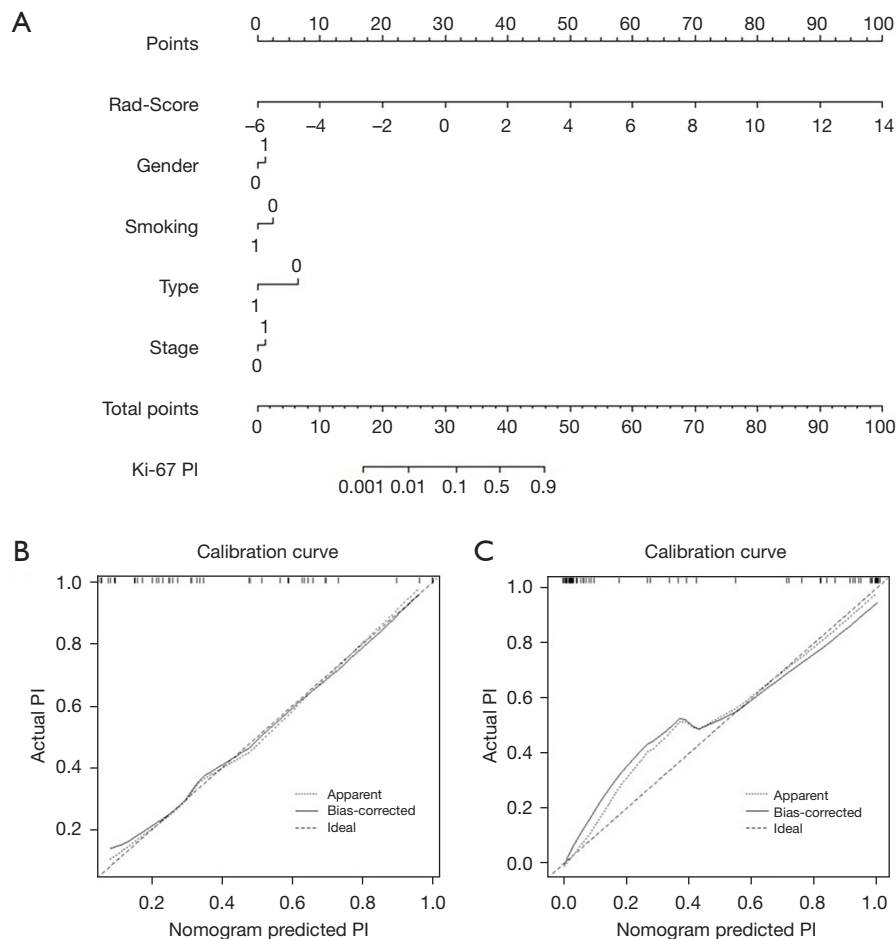 A
Points
0 10 20 30 40 50 60 70 80 90 100
Rad-Score
−6 −4 −2 0 2 4 6 8 10 12 14
1
Gender
0
0
Smoking
1
0
Type
1
1
Stage
0
Total points
0 10 20 30 40 50 60 70 80 90 100
Ki-67 PI
0.001 0.01 0.1 0.5 0.9
B
Calibration curve
1.0
0.8
0.6
0.4
0.2
Actual PI
Apparent
Bias-corrected
Ideal
0.2 0.4 0.6 0.8 1.0
Nomogram predicted PI
C
Calibration curve
1.0
0.8
0.6
0.4
0.2
0.0
Actual PI
Apparent
Bias-corrected
Ideal
0.0 0.2 0.4 0.6 0.8 1.0
Nomogram predicted PI